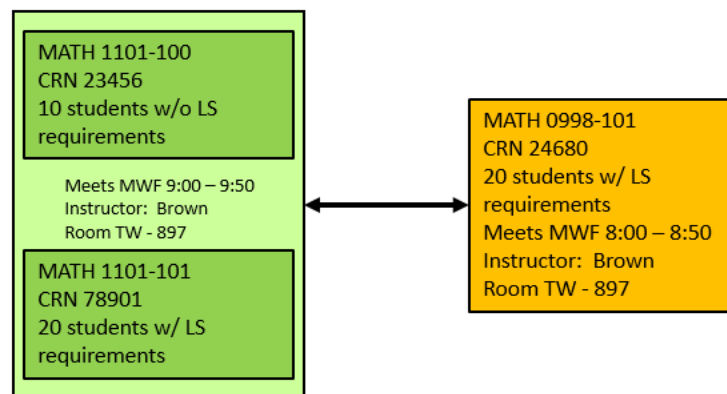 MATH 1101-100
CRN 23456
10 students w/o LS
requirements
Meets MWF 9:00 – 9:50
Instructor:  Brown
Room TW - 897
MATH 1101-101
CRN 78901
20 students w/ LS
requirements
MATH 0998-101
CRN 24680
20 students w/ LS
requirements
Meets MWF 8:00 – 8:50
Instructor:  Brown
Room TW - 897